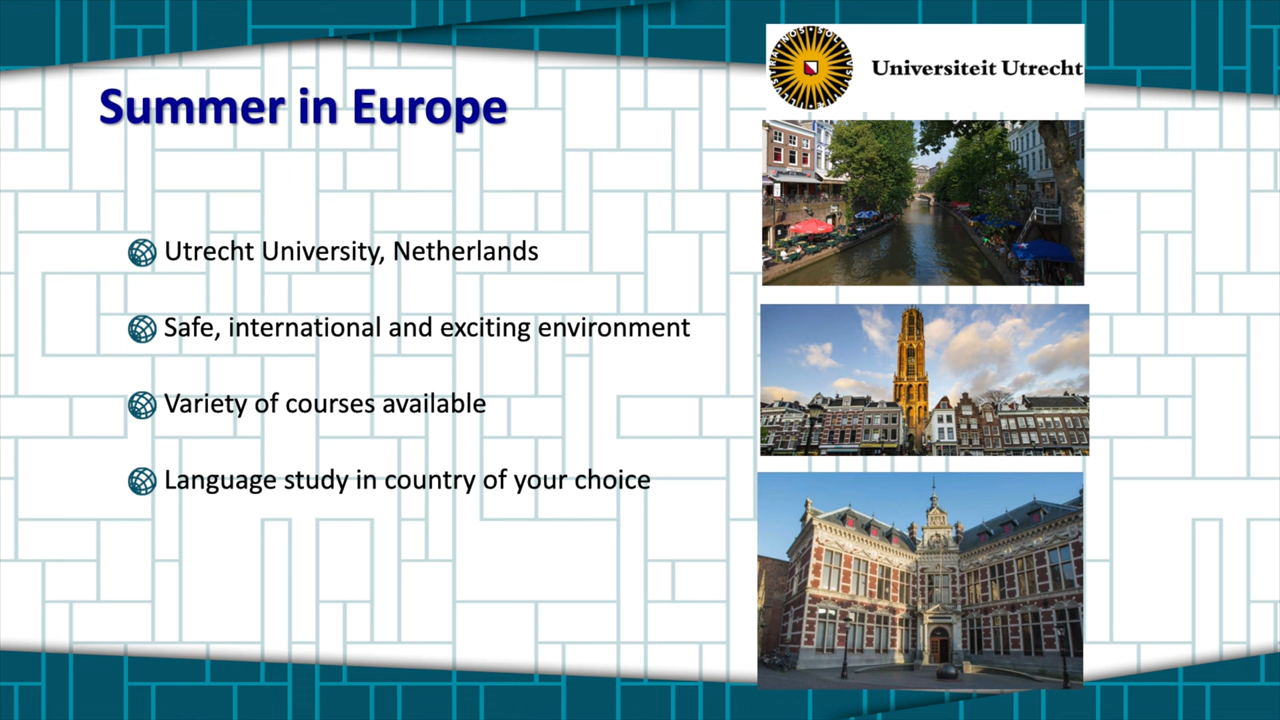 Summer in Europe
Utrecht University, Netherlands
Safe, international and exciting environment
Variety of courses available
Language study in country of your choice
Universiteit Utrecht